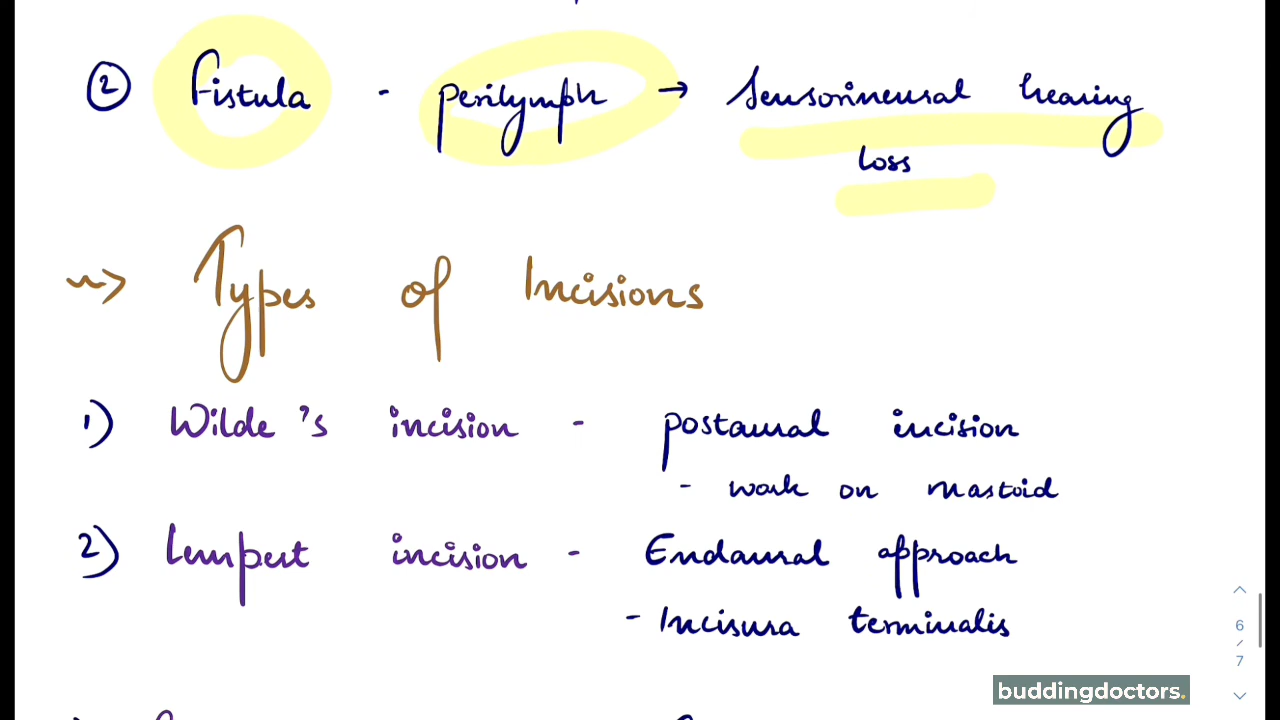 ② Fistula - perilymph → Sensorineural hearing
loss
~> Types of Incisions
1) Wilde's incision - postaural incision
- work on mastoid
2) Lempert incision - Endaural approach
- Incisura terminalis
6
/
7
buddingdoctors.